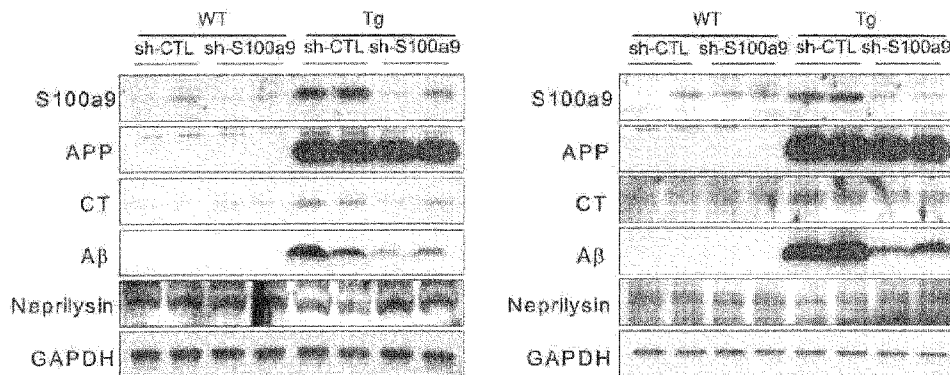 WT Tg
sh-CTL sh-S100a9 sh-CTL sh-S100a9
S100a9
APP
CT
Aβ
Neprilysin
GAPDH
WT Tg
sh-CTL sh-S100a9 sh-CTL sh-S100a9
S100a9
APP
CT
Aβ
Neprilysin
GAPDH